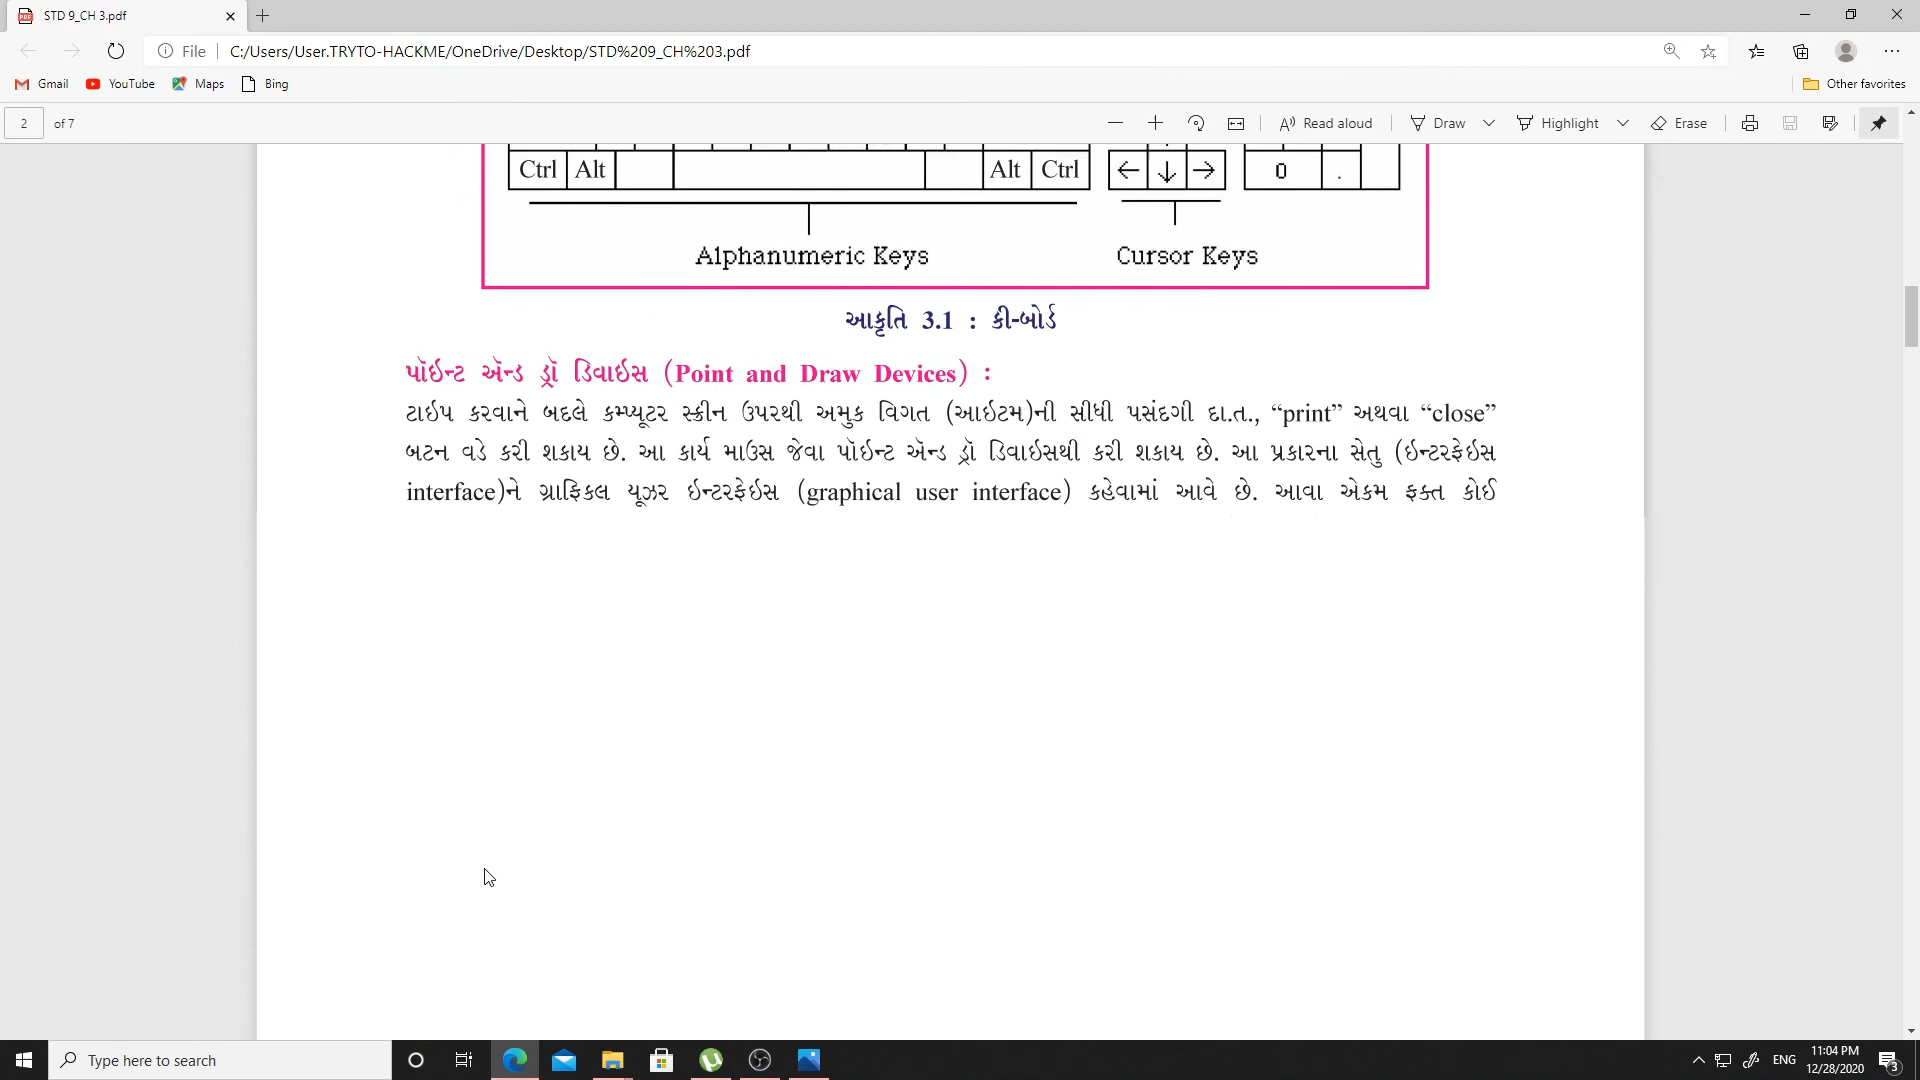 STD 9_CH 3.pdf
File C:/Users/User.TRYTO-HACKME/OneDrive/Desktop/STD%209_CH%203.pdf
Gmail YouTube Maps Bing Other favorites
2 of 7 Read aloud Draw Highlight Erase
Ctrl Alt Alt Ctrl ← ↓ → 0 .
Alphanumeric Keys Cursor Keys
આકૃતિ 3.1 : કી-બોર્ડ
પૉઇન્ટ ઍન્ડ ડ્રૉ ડિવાઇસ (Point and Draw Devices) :
ટાઇપ કરવાને બદલે કમ્પ્યૂટર સ્ક્રીન ઉપરથી અમુક વિગત (આઇટમ)ની સીધી પસંદગી દા.ત., “print” અથવા “close”
બટન વડે કરી શકાય છે. આ કાર્ય માઉસ જેવા પૉઇન્ટ ઍન્ડ ડ્રૉ ડિવાઇસથી કરી શકાય છે. આ પ્રકારના સેતુ (ઇન્ટરફેઇસ
interface)ને ગ્રાફિકલ યૂઝર ઇન્ટરફેઇસ (graphical user interface) કહેવામાં આવે છે. આવા એકમ ફક્ત કોઈ
Type here to search ENG 11:04 PM
12/28/2020 3